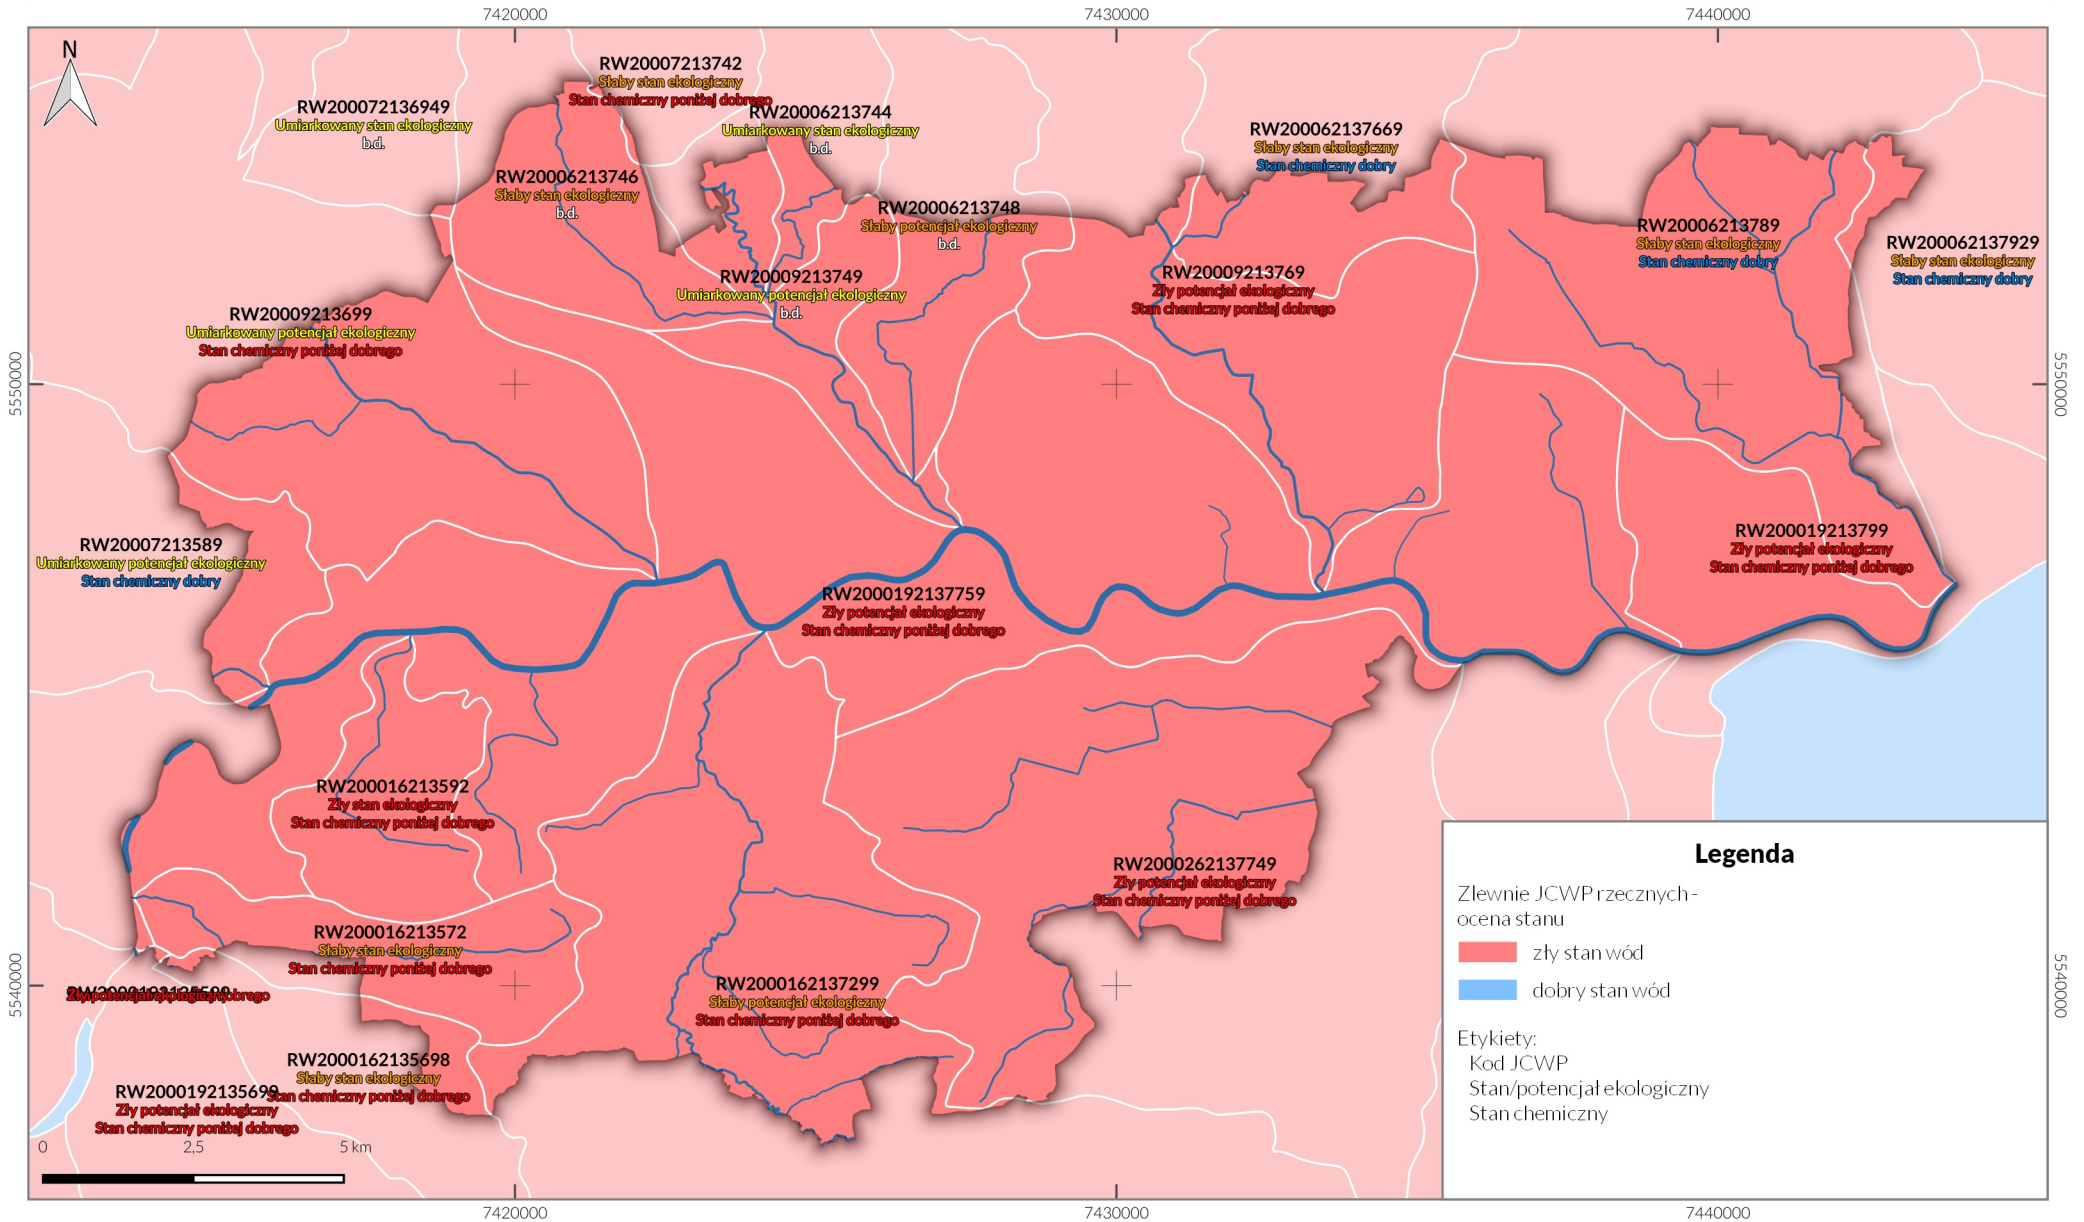 7420000
7430000
7440000
N
RW20007213742
Słaby stan ekologiczny
Stan chemiczny poniżej dobrego
RW200072136949
Umiarkowany stan ekologiczny
b.d.
RW20006213744
Umiarkowany stan ekologiczny
b.d.
RW200062137669
Słaby stan ekologiczny
Stan chemiczny dobry
RW20006213746
Słaby stan ekologiczny
b.d.
RW20006213748
Słaby potencjał ekologiczny
b.d.
RW20006213789
Słaby stan ekologiczny
Stan chemiczny dobry
RW200062137929
Słaby stan ekologiczny
Stan chemiczny dobry
RW20009213749
Umiarkowany potencjał ekologiczny
b.d.
RW20009213769
Zły potencjał ekologiczny
Stan chemiczny poniżej dobrego
RW20009213699
Umiarkowany potencjał ekologiczny
Stan chemiczny poniżej dobrego
5550000
5550000
RW20007213589
Umiarkowany potencjał ekologiczny
Stan chemiczny dobry
RW200019213799
Zły potencjał ekologiczny
Stan chemiczny poniżej dobrego
RW2000192137759
Zły potencjał ekologiczny
Stan chemiczny poniżej dobrego
RW200016213592
Zły stan ekologiczny
Stan chemiczny poniżej dobrego
RW2000262137749
Zły potencjał ekologiczny
Stan chemiczny poniżej dobrego
RW200016213572
Słaby stan ekologiczny
Stan chemiczny poniżej dobrego
RW2000162137299
Słaby potencjał ekologiczny
Stan chemiczny poniżej dobrego
5540000
5540000
RW2000162135698
Słaby stan ekologiczny
Stan chemiczny poniżej dobrego
RW2000192135699
Zły potencjał ekologiczny
Stan chemiczny poniżej dobrego
0 2,5 5 km
Legenda
Zlewnie JCWP rzecznych -
ocena stanu
zły stan wód
dobry stan wód
Etykiety:
Kod JCWP
Stan/potencjał ekologiczny
Stan chemiczny
7420000
7430000
7440000